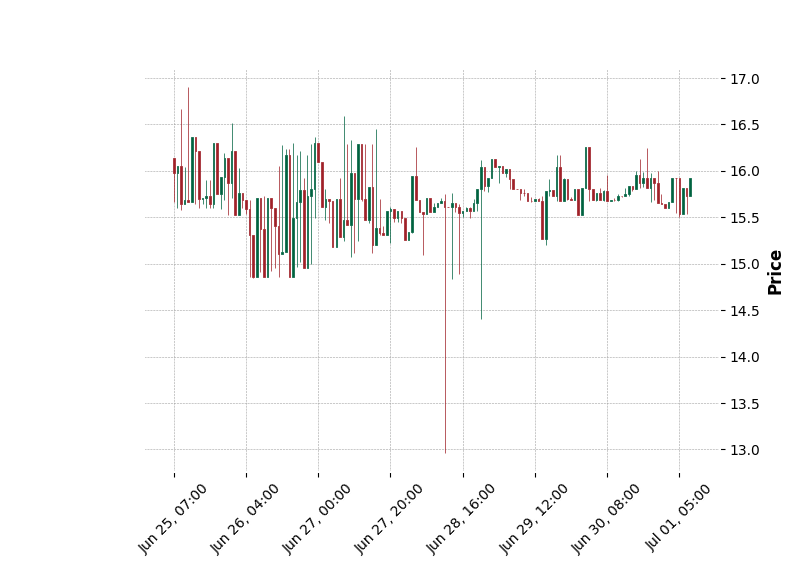 17.0
16.5
16.0
15.5
15.0
14.5
14.0
13.5
13.0
Price
Jun 25, 07:00
Jun 26, 04:00
Jun 27, 00:00
Jun 27, 20:00
Jun 28, 16:00
Jun 29, 12:00
Jun 30, 08:00
Jul 01, 05:00